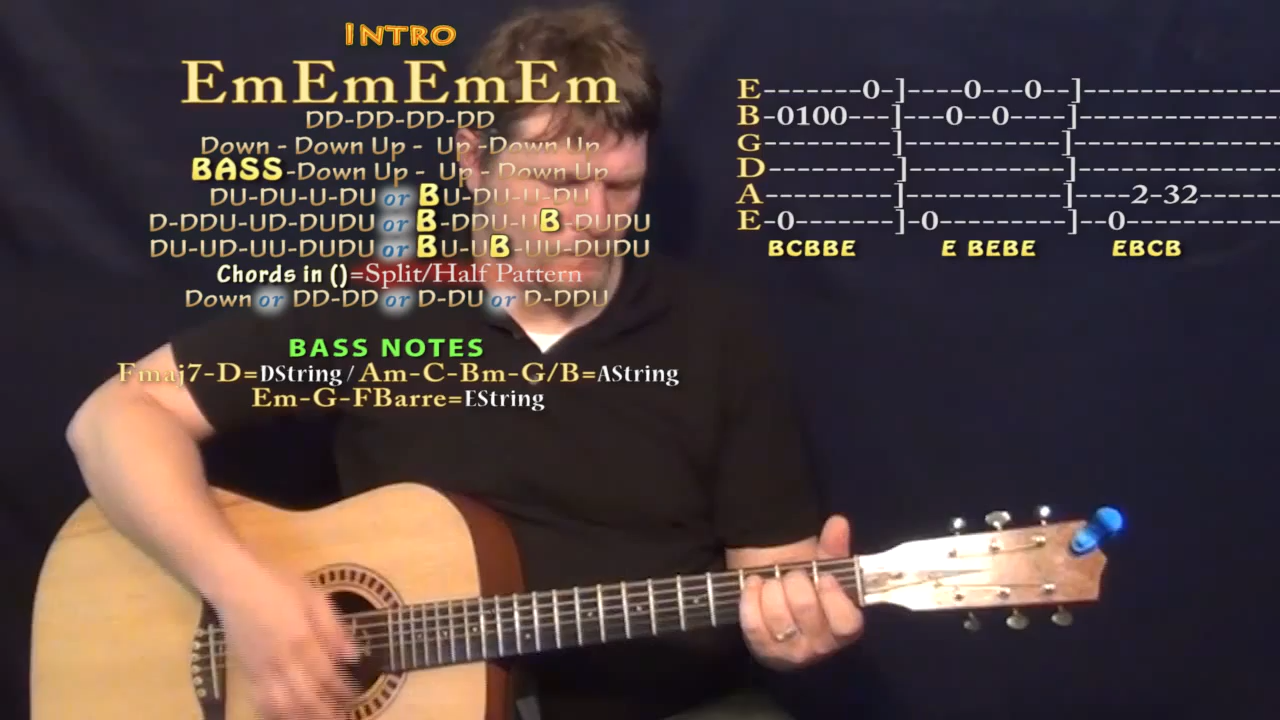 INTRO
EmEmEmEm
DD-DD-DD-DD
Down - Down Up - Up - Down Up
BASS-Down Up - Up - Down Up
DU-DU-U-DU or BU-DU-U-DU
D-DDU-UD-DUDU or B-DDU-UB-DUDU
DU-UD-UU-DUDU or BU-UB-UU-DUDU
Chords in ()=Split/Half Pattern
Down or DD-DD or D-DU or D-DDU
BASS NOTES
Fmaj7-D=DString / Am-C-Bm-G/B=AString
Em-G-FBarre=EString
E-------0-]----0---0--]--------------
B-0100---]---0--0----]---------------
G---------]-----------]---------------
D---------]-----------]---------------
A---------]-----------]----2-32------
E-0-------]-0---------]--0-----------
BCBBE E BEBE EBCB